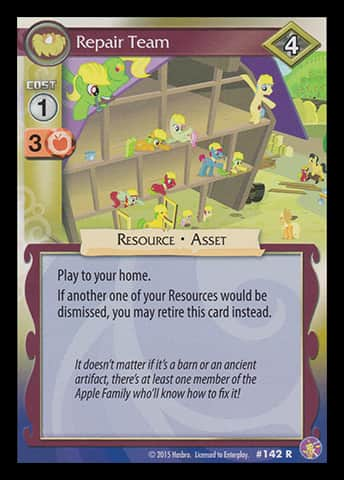 Repair Team
4
COST
1
3
RESOURCE • ASSET
Play to your home.
If another one of your Resources would be
dismissed, you may retire this card instead.
It doesn't matter if it's a barn or an ancient
artifact, there's at least one member of the
Apple Family who'll know how to fix it!
© 2015 Hasbro. Licensed to Enterplay. #142 R